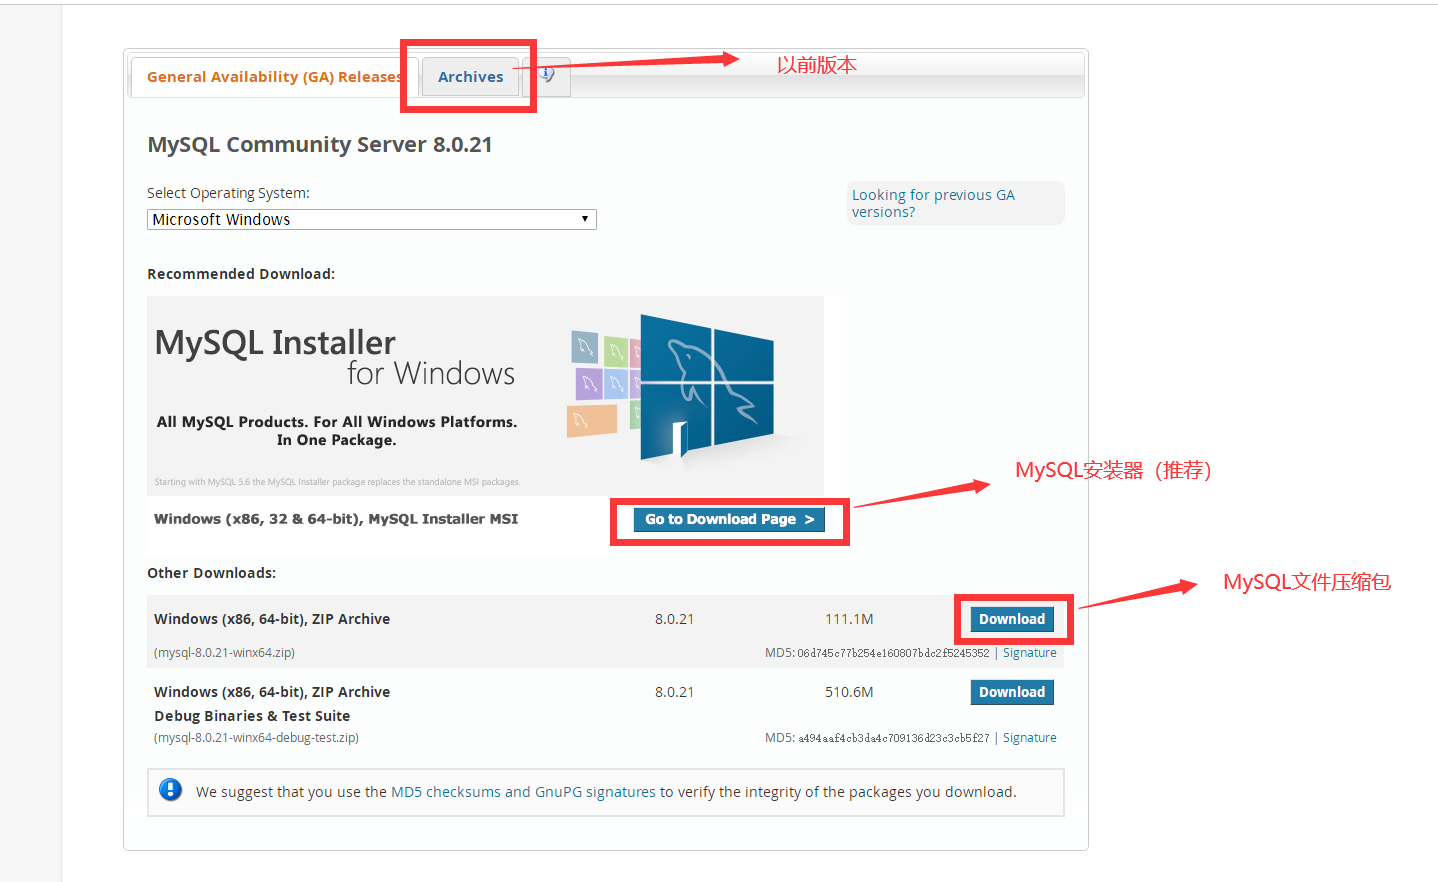 General Availability (GA) Releases
Archives
以前版本
MySQL Community Server 8.0.21
Select Operating System:
Microsoft Windows
Looking for previous GA
versions?
Recommended Download:
MySQL Installer
for Windows
All MySQL Products. For All Windows Platforms.
In One Package.
Starting with MySQL 5.6 the MySQL Installer package replaces the standalone MSI packages.
MySQL安装器（推荐）
Windows (x86, 32 & 64-bit), MySQL Installer MSI
Go to Download Page >
Other Downloads:
MySQL文件压缩包
Windows (x86, 64-bit), ZIP Archive 8.0.21 111.1M Download
(mysql-8.0.21-winx64.zip) MD5: 06d745c77b254e160807bdc2f5245352 | Signature
Windows (x86, 64-bit), ZIP Archive 8.0.21 510.6M Download
Debug Binaries & Test Suite
(mysql-8.0.21-winx64-debug-test.zip) MD5: a494aaf4cb3da4c709136d23c3cb5f27 | Signature
We suggest that you use the MD5 checksums and GnuPG signatures to verify the integrity of the packages you download.